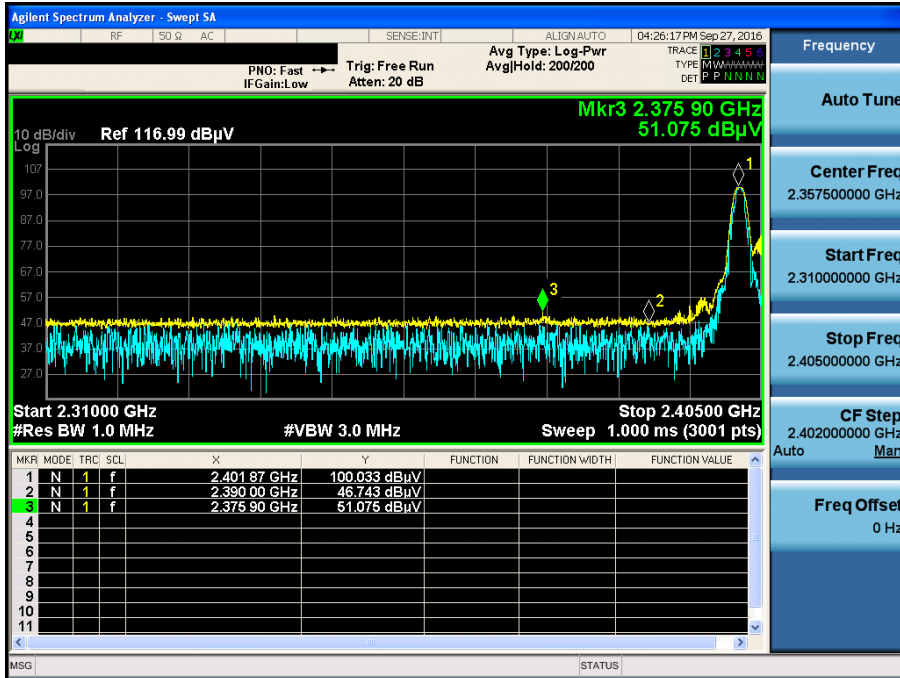 Agilent Spectrum Analyzer - Swept SA
LXI RF 50 Ω AC SENSE:INT ALIGN AUTO 04:26:17 PM Sep 27, 2016
PNO: Fast Trig: Free Run Avg Type: Log-Pwr TRACE 1 2 3 4 5 6
IFGain:Low Atten: 20 dB Avg|Hold: 200/200 TYPE M W
DET P P N N N N
Mkr3 2.375 90 GHz
51.075 dBµV
10 dB/div Ref 116.99 dBµV
Log
107
97.0
87.0
77.0
67.0
57.0
47.0
37.0
27.0
1
2
3
Start 2.31000 GHz Stop 2.40500 GHz
#Res BW 1.0 MHz #VBW 3.0 MHz Sweep 1.000 ms (3001 pts)
MKR MODE TRC SCL X Y FUNCTION FUNCTION WIDTH FUNCTION VALUE
1 N 1 f 2.401 87 GHz 100.033 dBµV
2 N 1 f 2.390 00 GHz 46.743 dBµV
3 N 1 f 2.375 90 GHz 51.075 dBµV
4
5
6
7
8
9
10
11
MSG STATUS
Frequency
Auto Tune
Center Freq
2.357500000 GHz
Start Freq
2.310000000 GHz
Stop Freq
2.405000000 GHz
CF Step
2.402000000 GHz
Auto Man
Freq Offset
0 Hz